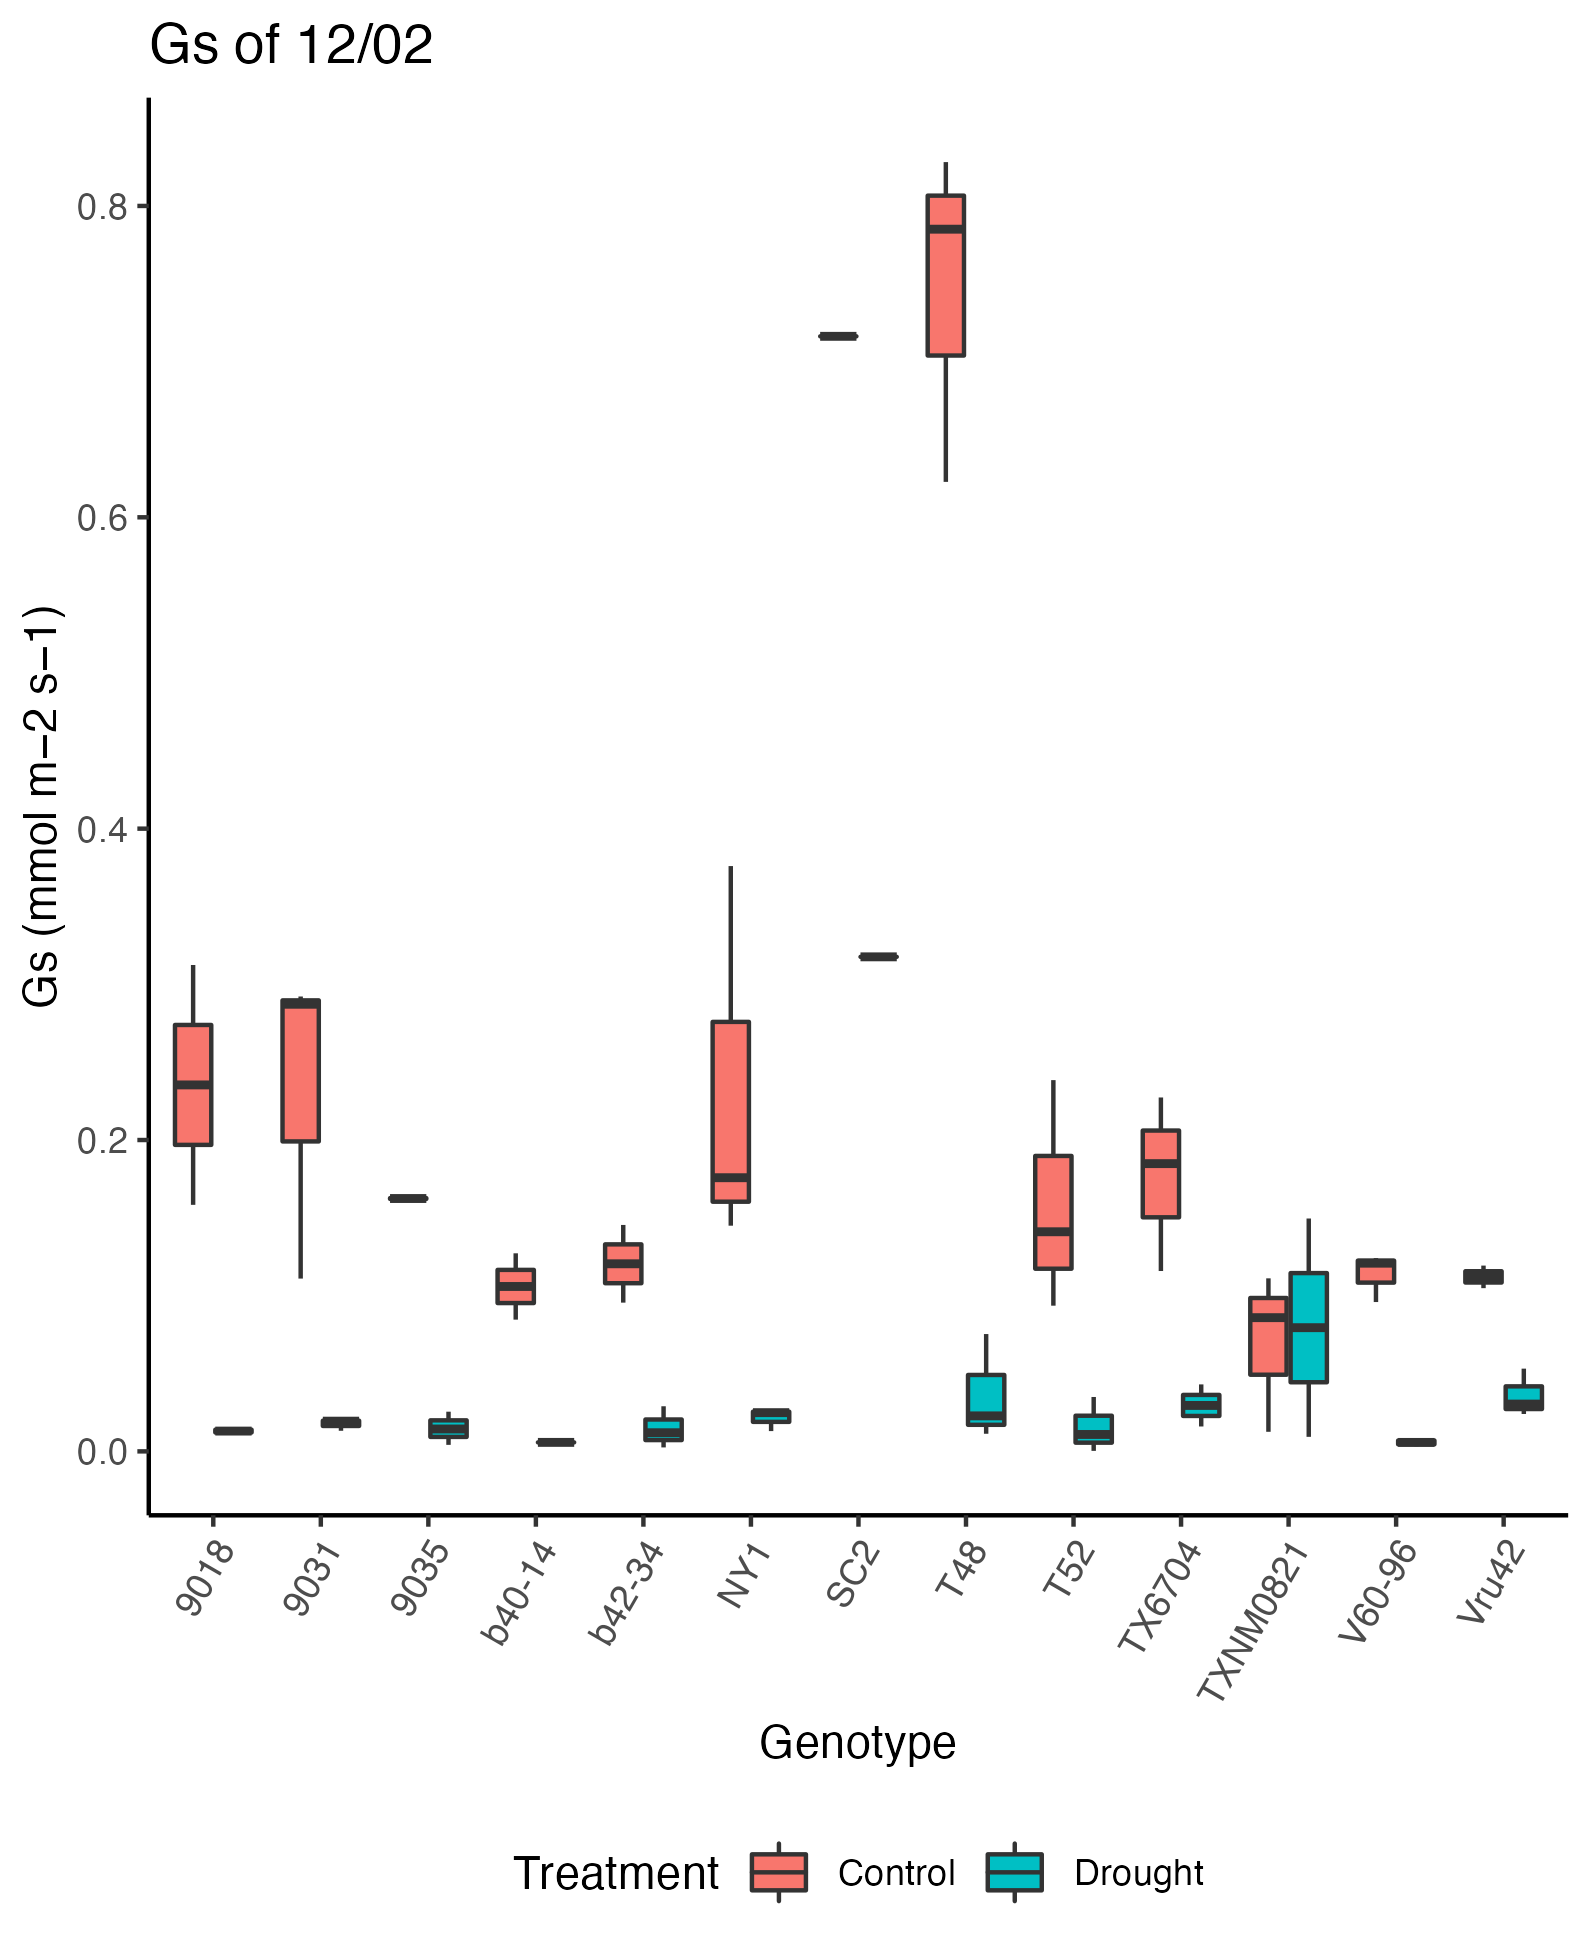 Gs of 12/02
0.8
0.6
0.4
0.2
0.0
Gs (mmol m−2 s−1)
9018
9031
9035
b40-14
b42-34
NY1
SC2
T48
T52
TX6704
TXNM0821
V60-96
Vru42
Genotype
Treatment Control Drought